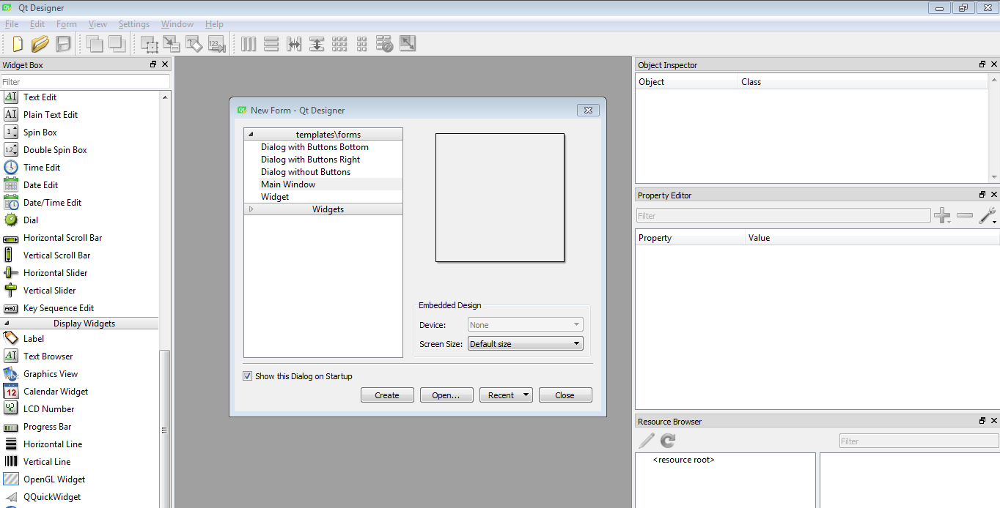 Qt Designer
File Edit Form View Settings Window Help
Widget Box
Filter
Text Edit
Plain Text Edit
Spin Box
Double Spin Box
Time Edit
Date Edit
Date/Time Edit
Dial
Horizontal Scroll Bar
Vertical Scroll Bar
Horizontal Slider
Vertical Slider
Key Sequence Edit
Display Widgets
Label
Text Browser
Graphics View
Calendar Widget
LCD Number
Progress Bar
Horizontal Line
Vertical Line
OpenGL Widget
QQuickWidget
New Form - Qt Designer
templates\forms
Dialog with Buttons Bottom
Dialog with Buttons Right
Dialog without Buttons
Main Window
Widget
Widgets
Embedded Design
Device: None
Screen Size: Default size
Show this Dialog on Startup
Create Open... Recent Close
Object Inspector
Object Class
Property Editor
Filter
Property Value
Resource Browser
Filter
<resource root>